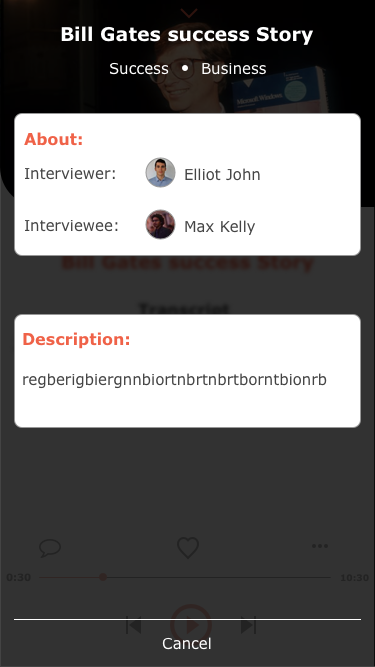 Bill Gates success Story
Success • Business
About:
Interviewer: Elliot John
Interviewee: Max Kelly
Bill Gates success Story
Transcript
Description:
regberigbiergnnbiortnbrtnbrtborntbionrb
0:30 10:30
Cancel